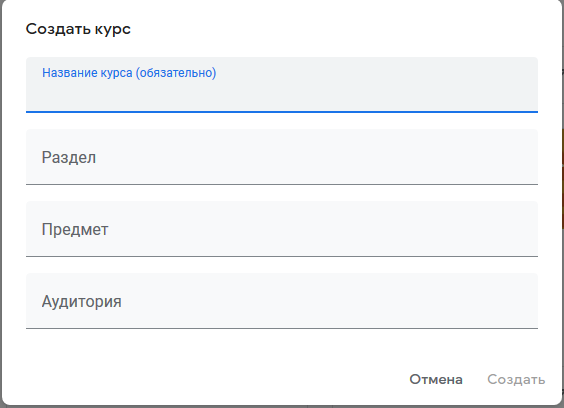 Создать курс
Название курса (обязательно)
Раздел
Предмет
Аудитория
Отмена Создать